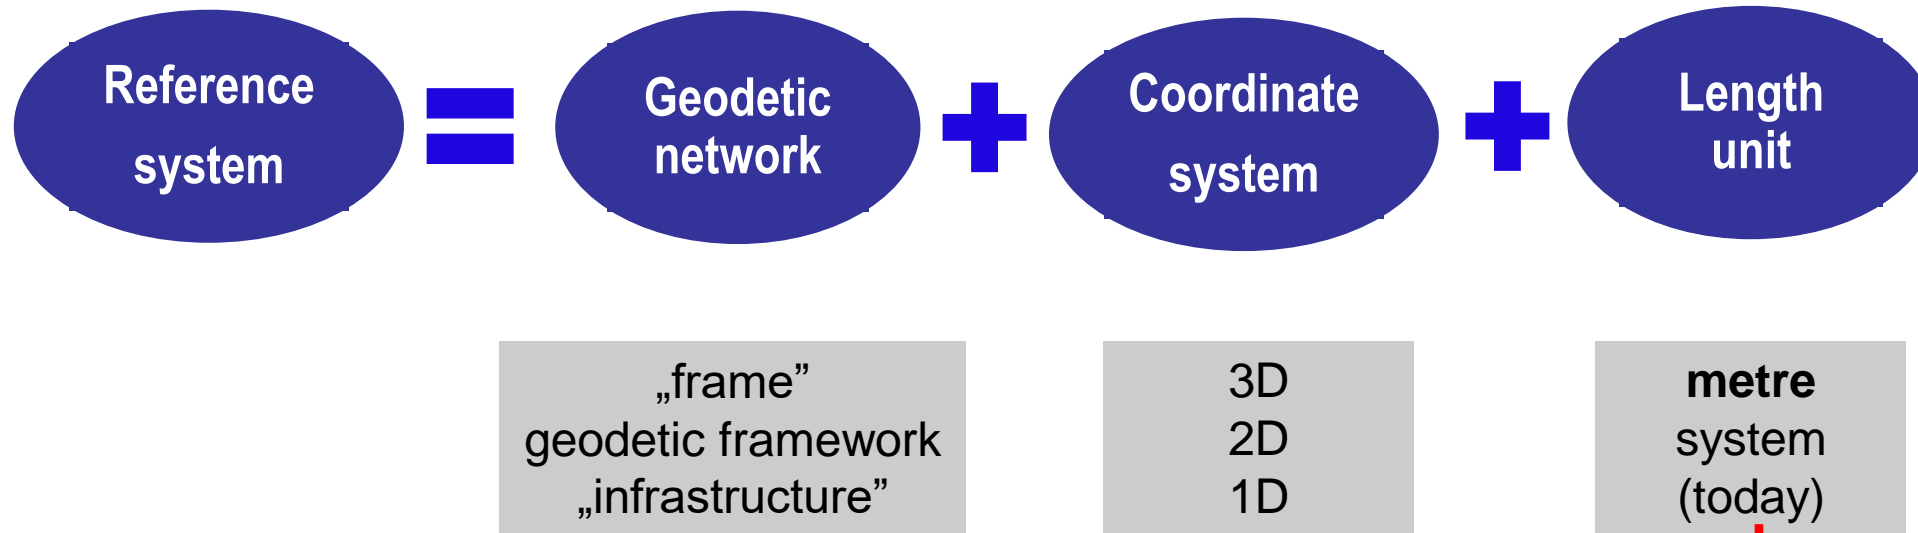 Reference
system
=
Geodetic
network
+
Coordinate
system
+
Length
unit
„frame”
geodetic framework
„infrastructure”
3D
2D
1D
metre
system
(today)